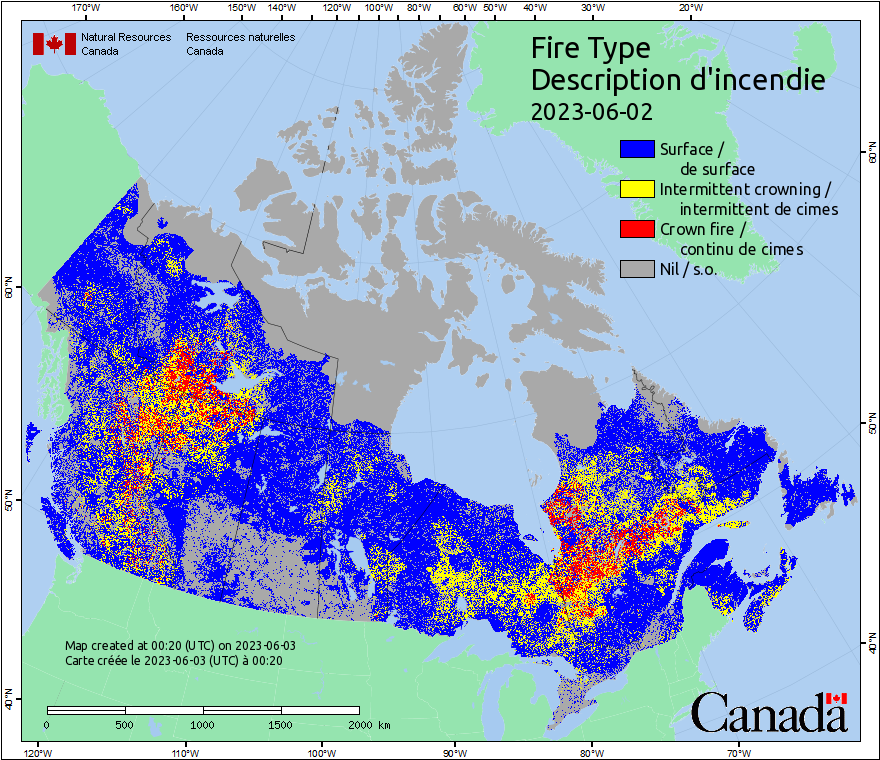 170°W 160°W 150°W 140°W 130°W 120°W 110°W 100°W 90°W 80°W 70°W 60°W 50°W 40°W 30°W 20°W
Natural Resources Ressources naturelles
Canada Canada
Fire Type
Description d'incendie
2023-06-02
Surface /
de surface
Intermittent crowning /
intermittent de cimes
Crown fire /
continu de cimes
Nil / s.o.
60°N
60°N
50°N
50°N
40°N
40°N
Map created at 00:20 (UTC) on 2023-06-03
Carte créée le 2023-06-03 (UTC) à 00:20
0 500 1000 1500 2000 km
Canada
120°W 110°W 100°W 90°W 80°W 70°W